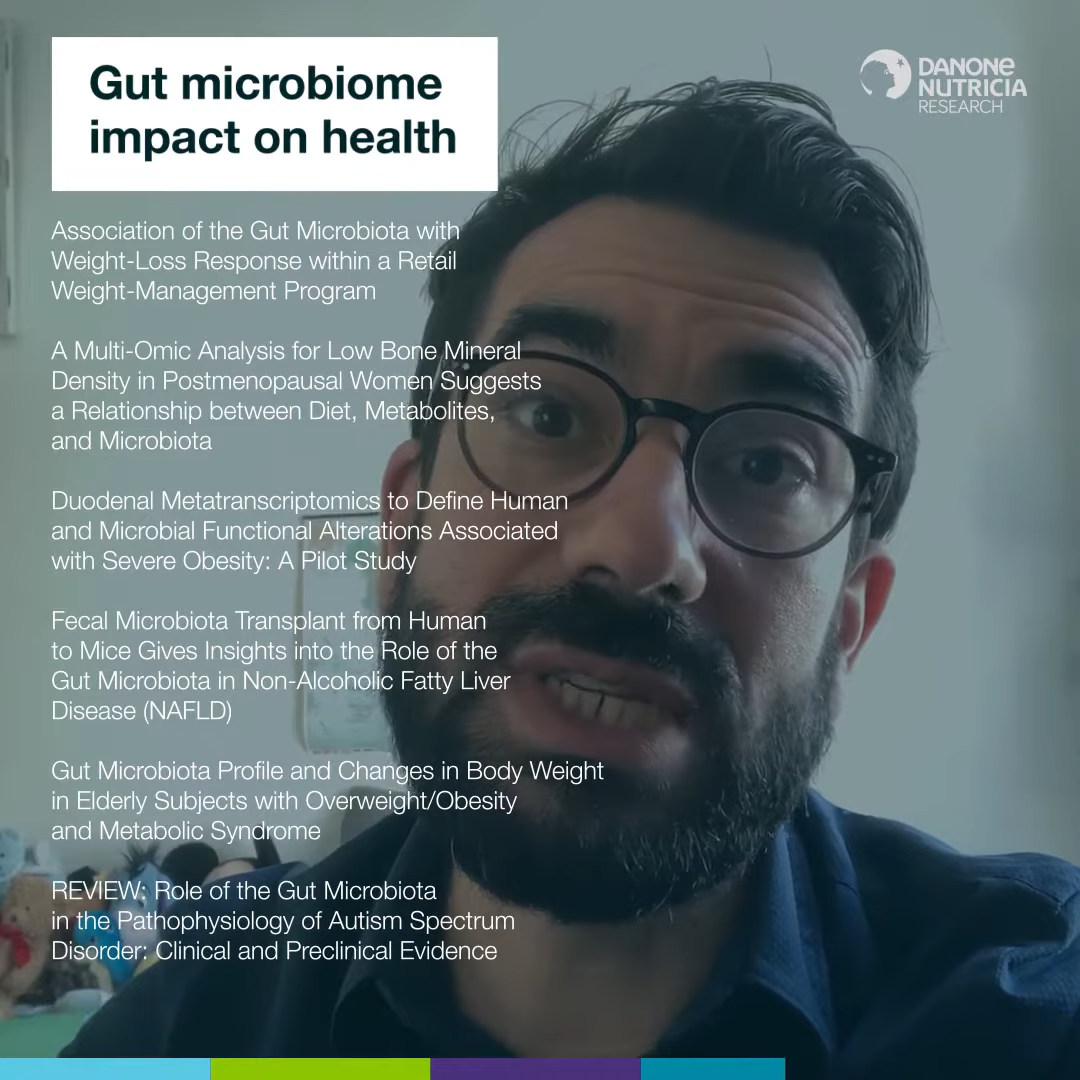 Gut microbiome
impact on health
DANONE
NUTRICIA
RESEARCH
Association of the Gut Microbiota with
Weight-Loss Response within a Retail
Weight-Management Program
A Multi-Omic Analysis for Low Bone Mineral
Density in Postmenopausal Women Suggests
a Relationship between Diet, Metabolites,
and Microbiota
Duodenal Metatranscriptomics to Define Human
and Microbial Functional Alterations Associated
with Severe Obesity: A Pilot Study
Fecal Microbiota Transplant from Human
to Mice Gives Insights into the Role of the
Gut Microbiota in Non-Alcoholic Fatty Liver
Disease (NAFLD)
Gut Microbiota Profile and Changes in Body Weight
in Elderly Subjects with Overweight/Obesity
and Metabolic Syndrome
REVIEW: Role of the Gut Microbiota
in the Pathophysiology of Autism Spectrum
Disorder: Clinical and Preclinical Evidence